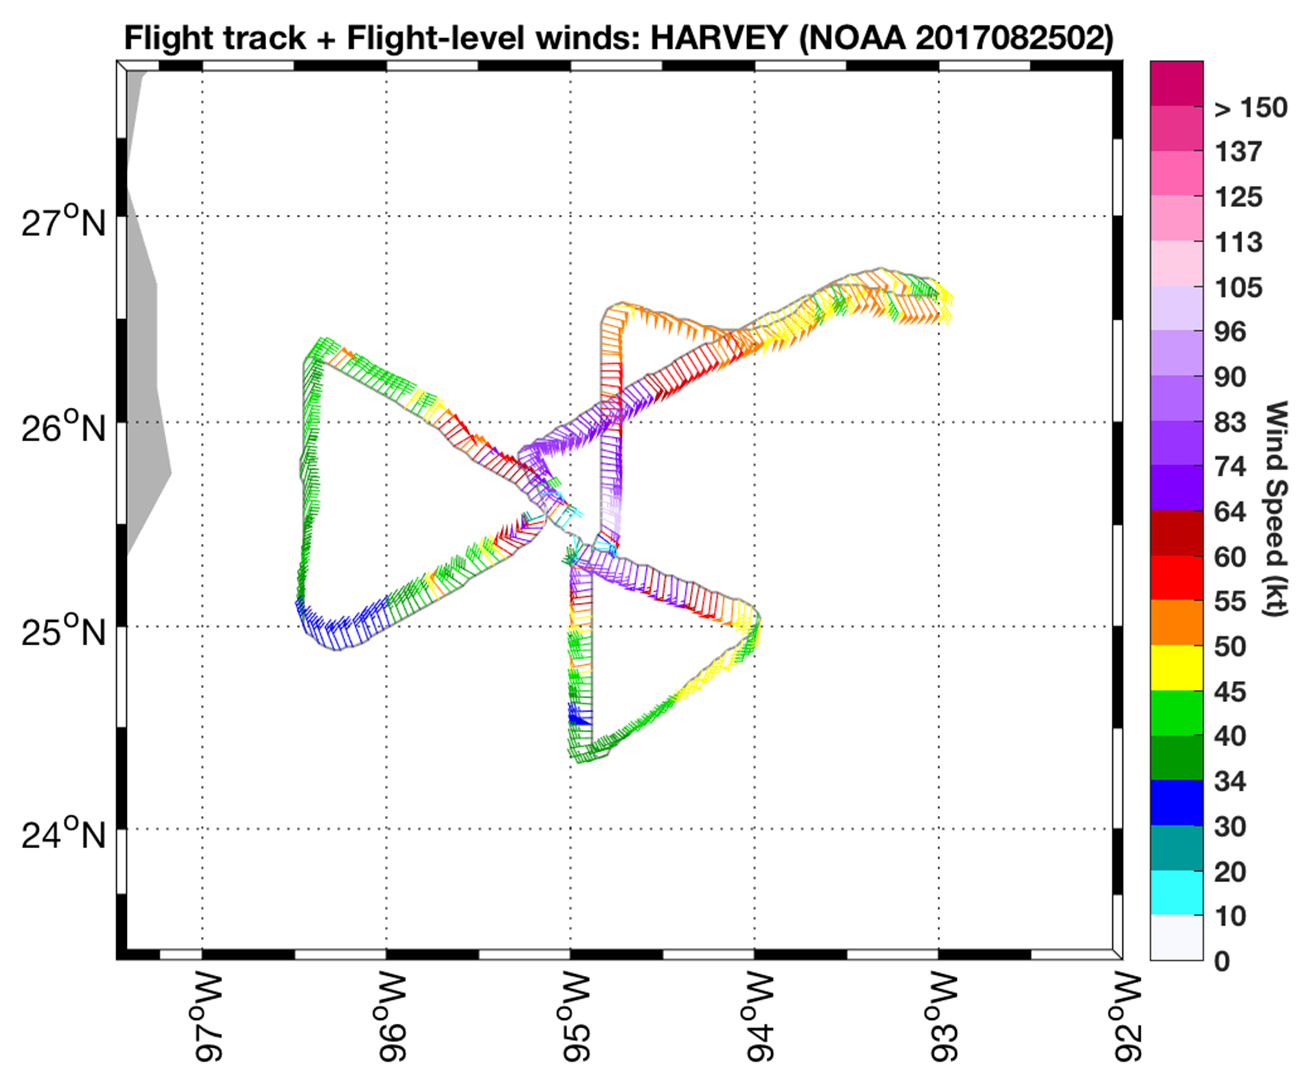 Flight track + Flight-level winds: HARVEY (NOAA 2017082502)
27°N
26°N
25°N
24°N
97°W
96°W
95°W
94°W
93°W
92°W
> 150
137
125
113
105
96
90
83
74
64
60
55
50
45
40
34
30
20
10
0
Wind Speed (kt)